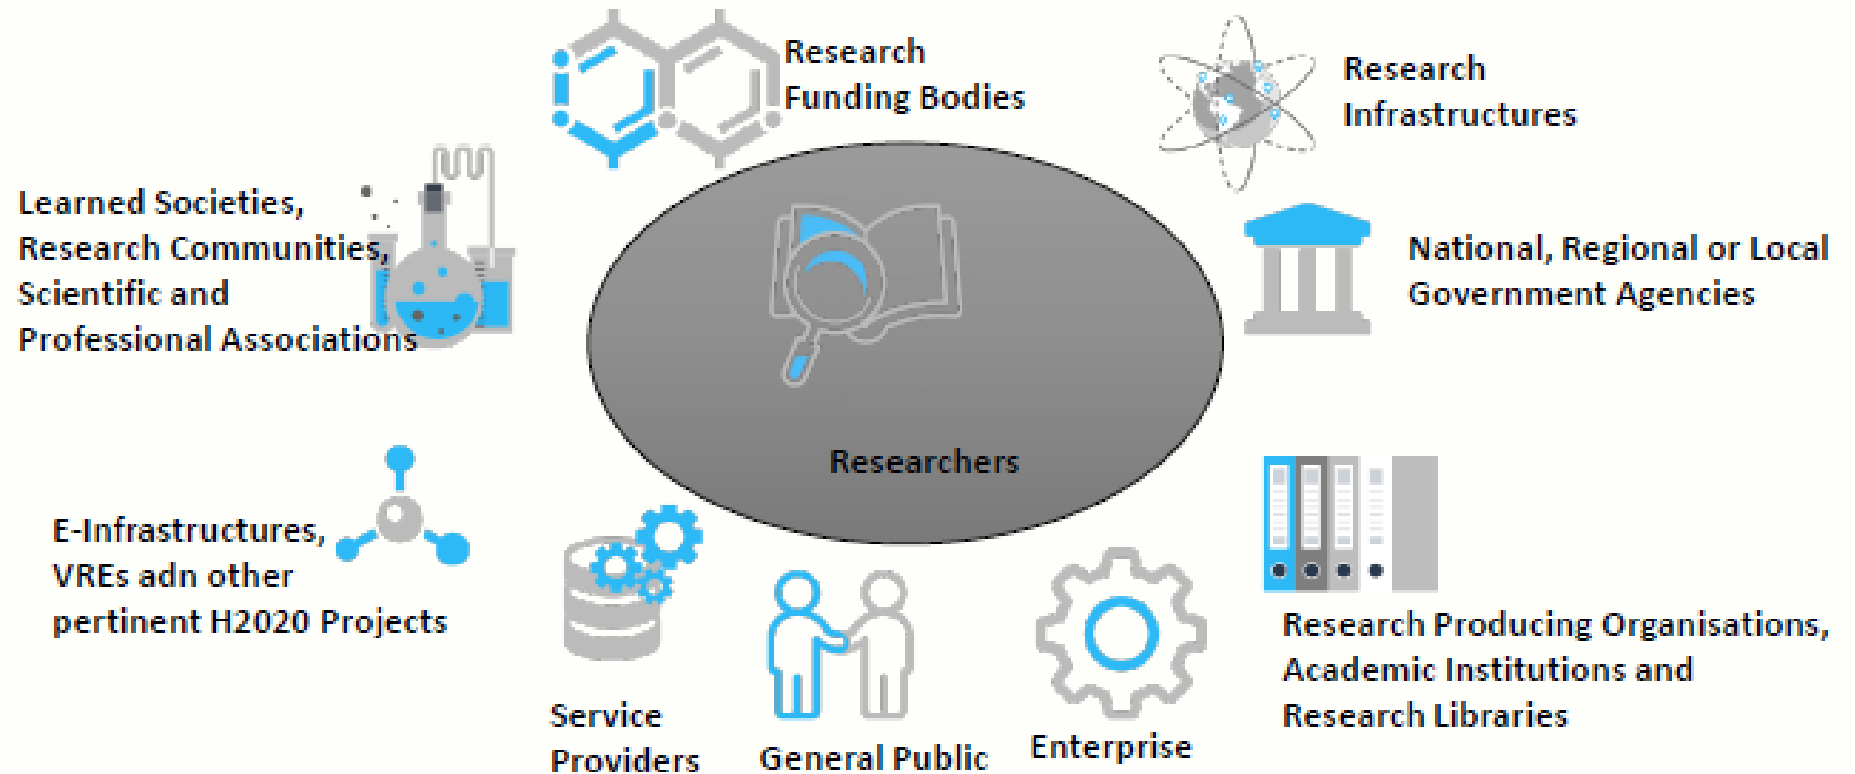 Research
Funding Bodies
Research
Infrastructures
Learned Societies,
Research Communities,
Scientific and
Professional Associations
National, Regional or Local
Government Agencies
Researchers
E-Infrastructures,
VREs adn other
pertinent H2020 Projects
Research Producing Organisations,
Academic Institutions and
Research Libraries
Service
Providers
General Public
Enterprise